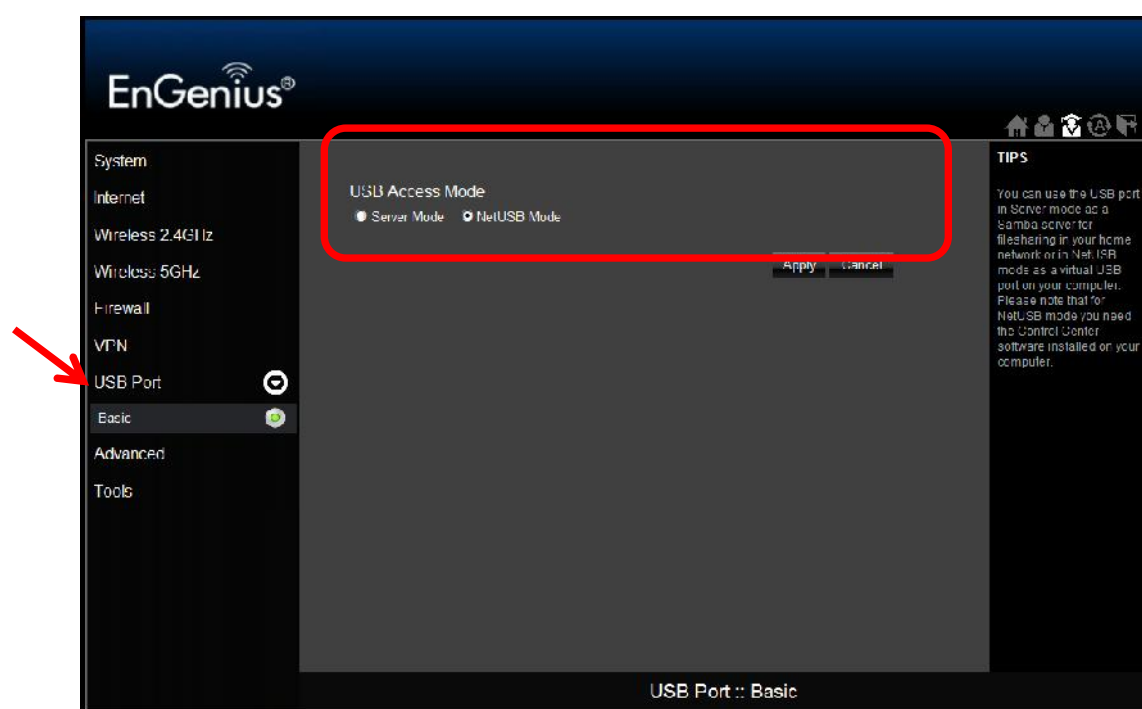 EnGenius®
System
Internet
Wireless 2.4GHz
Wireless 5GHz
Firewall
VPN
USB Port
Basic
Advanced
Tools
USB Access Mode
Server Mode NetUSB Mode
Apply Cancel
TIPS
You can use the USB port
in Server mode as a
Samba server for
filesharing in your home
network or in NetUSB
mode as a virtual USB
port on your computer.
Please note that for
NetUSB mode you need
the Control Center
software installed on your
computer.
USB Port :: Basic